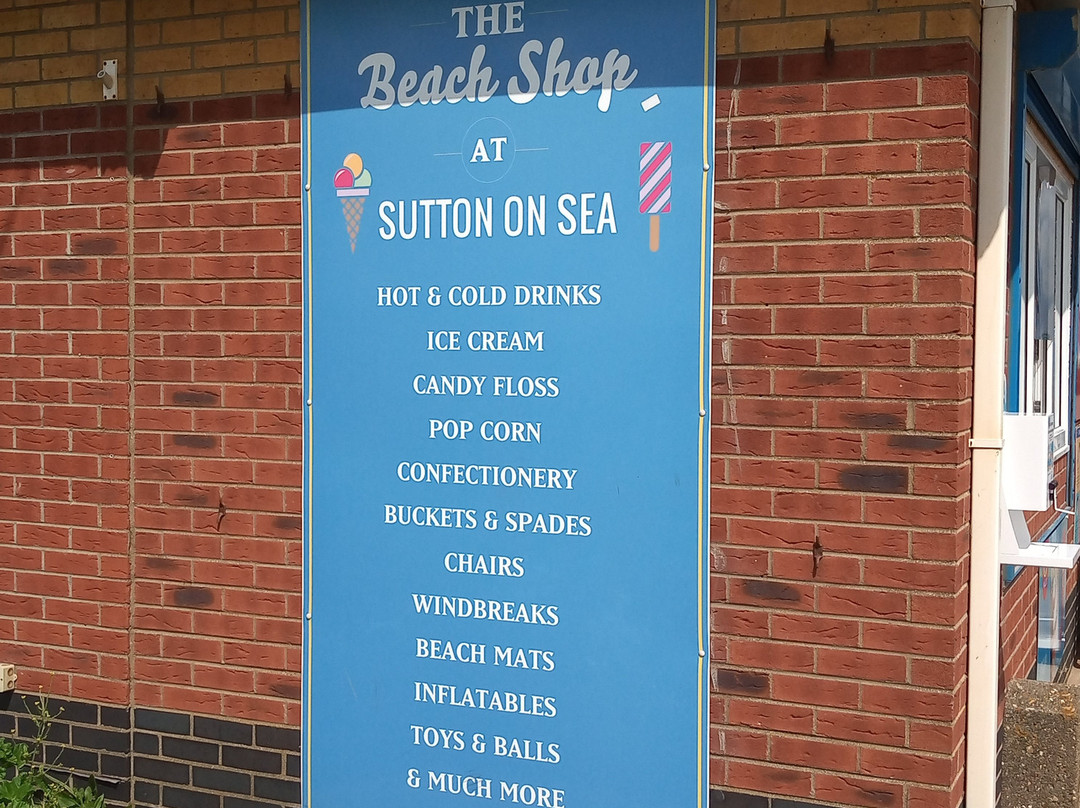 THE
Beach Shop
AT
SUTTON ON SEA
HOT & COLD DRINKS
ICE CREAM
CANDY FLOSS
POP CORN
CONFECTIONERY
BUCKETS & SPADES
CHAIRS
WINDBREAKS
BEACH MATS
INFLATABLES
TOYS & BALLS
& MUCH MORE